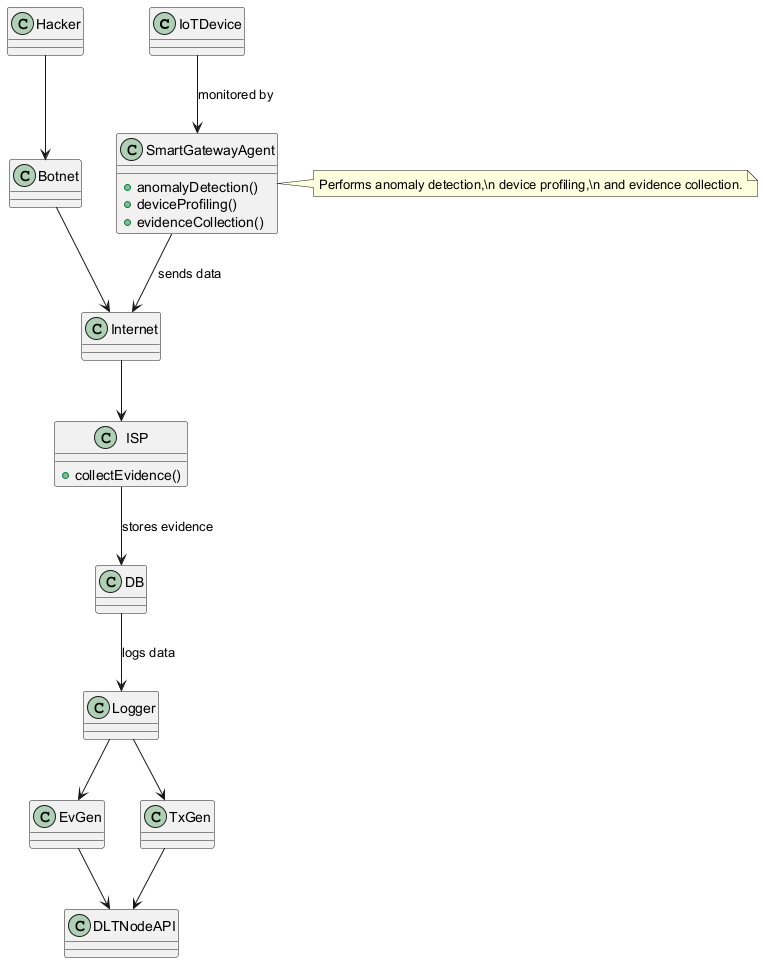 C Hacker
C IoTDevice
monitored by
C SmartGatewayAgent
anomalyDetection()
deviceProfiling()
evidenceCollection()
Performs anomaly detection,\n device profiling,\n and evidence collection.
C Botnet
sends data
C Internet
C ISP
collectEvidence()
stores evidence
C DB
logs data
C Logger
C EvGen
C TxGen
C DLTNodeAPI